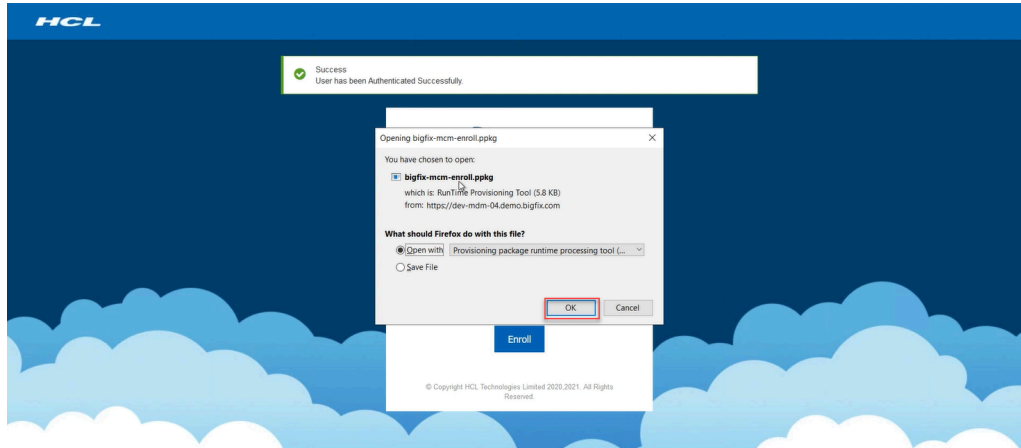 HCL
Success
User has been Authenticated Successfully.
Opening bigfix-mcm-enroll.ppkg
You have chosen to open:
bigfix-mcm-enroll.ppkg
which is: RunTime Provisioning Tool (5.8 KB)
from: https://dev-mdm-04.demo.bigfix.com
What should Firefox do with this file?
Open with Provisioning package runtime processing tool (...
Save File
OK Cancel
Enroll
© Copyright HCL Technologies Limited 2020,2021. All Rights
Reserved.